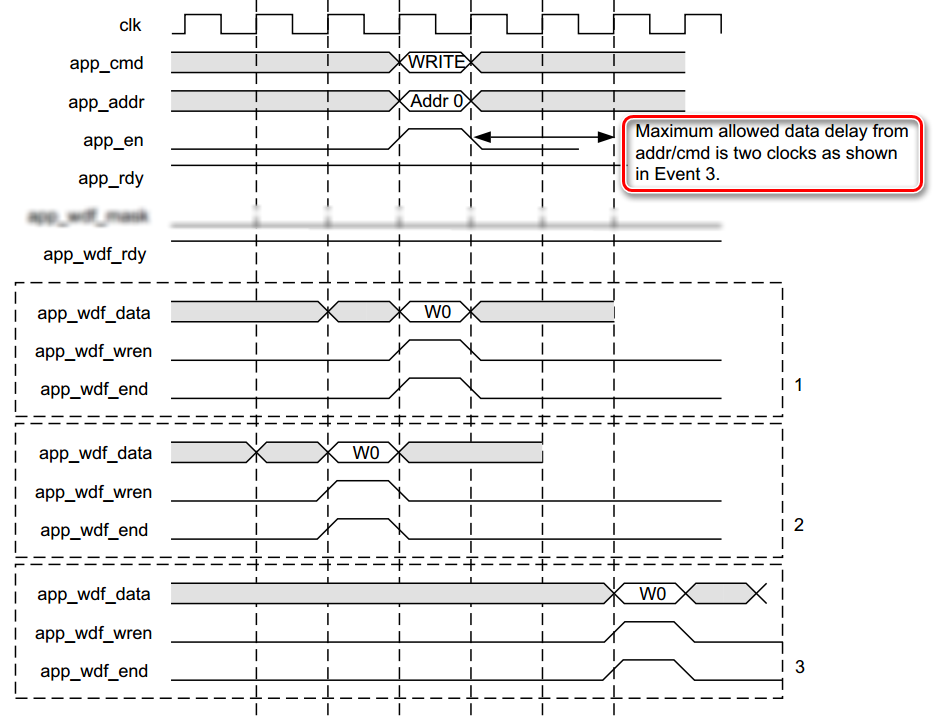 clk
app_cmd
WRITE
app_addr
Addr 0
app_en
Maximum allowed data delay from
addr/cmd is two clocks as shown
in Event 3.
app_rdy
app_wdf_rdy
app_wdf_data
W0
app_wdf_wren
app_wdf_end
1
app_wdf_data
W0
app_wdf_wren
app_wdf_end
2
app_wdf_data
W0
app_wdf_wren
app_wdf_end
3